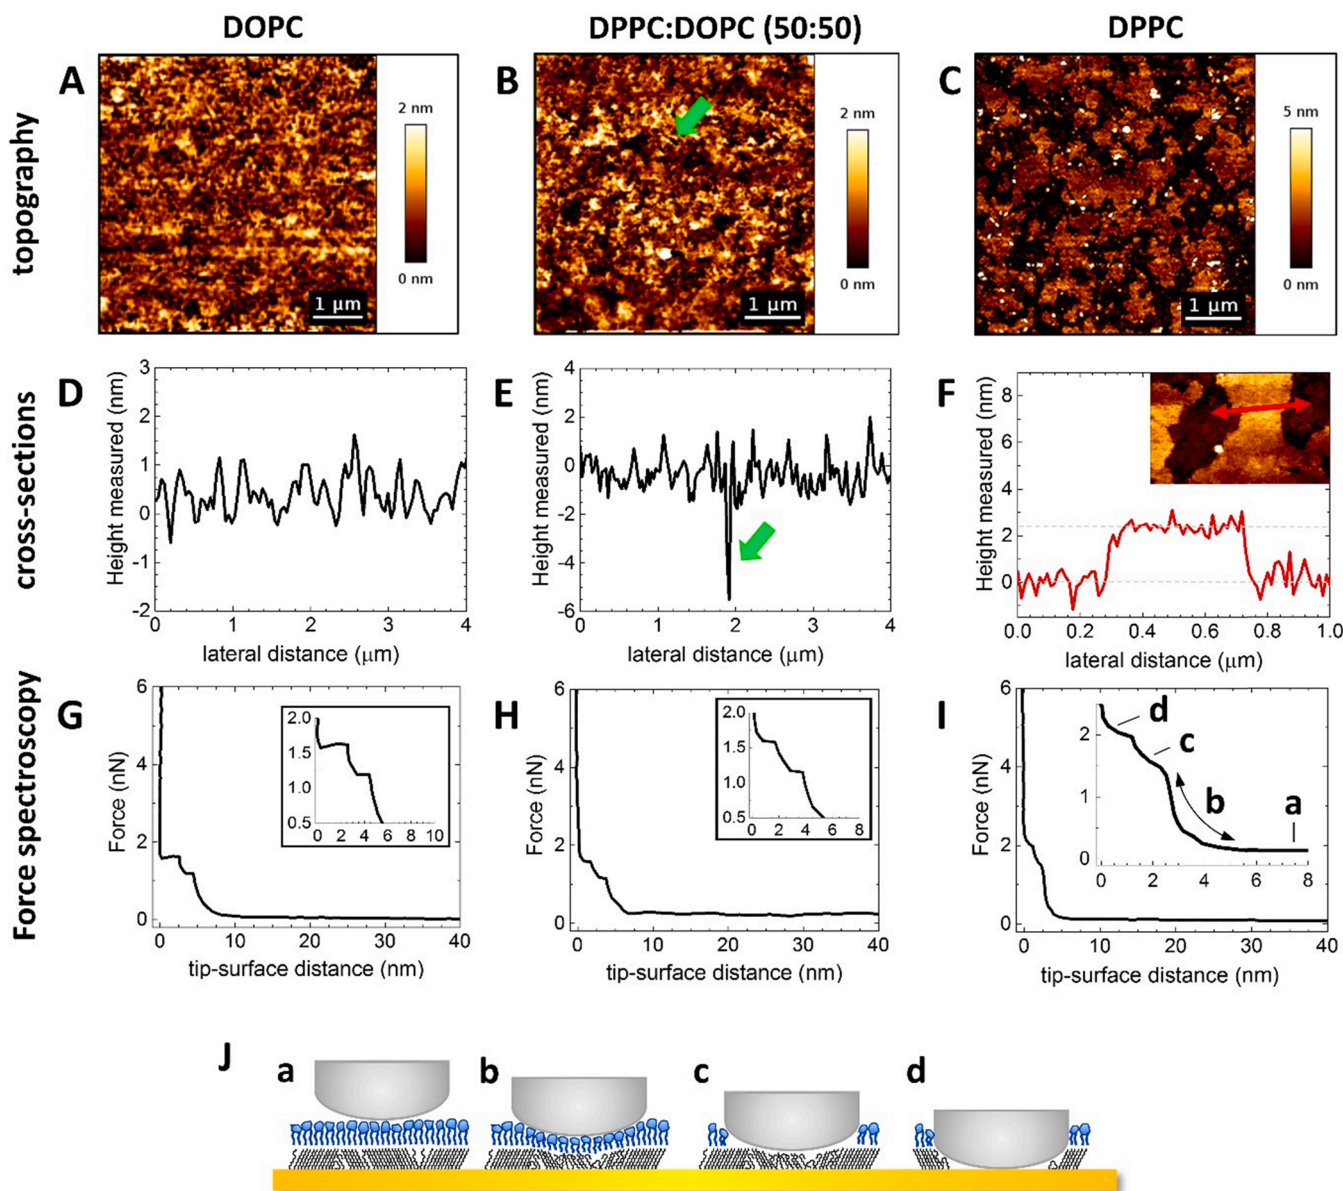 DOPC
DPPC:DOPC (50:50)
DPPC
topography
A
2 nm
0 nm
1 µm
B
2 nm
0 nm
1 µm
C
5 nm
0 nm
1 µm
cross-sections
D
Height measured (nm)
3
2
1
0
-1
-2
0 1 2 3 4
lateral distance (µm)
E
Height measured (nm)
4
2
0
-2
-4
-6
0 1 2 3 4
lateral distance (µm)
F
Height measured (nm)
8
6
4
2
0
0.0 0.2 0.4 0.6 0.8 1.0
lateral distance (µm)
Force spectroscopy
G
Force (nN)
6
4
2
0
0 10 20 30 40
tip-surface distance (nm)
2.0
1.5
1.0
0.5
0 2 4 6 8 10
H
Force (nN)
6
4
2
0
0 10 20 30 40
tip-surface distance (nm)
2.0
1.5
1.0
0.5
0 2 4 6 8
I
Force (nN)
6
4
2
0
0 10 20 30 40
tip-surface distance (nm)
2
1
0
0 2 4 6 8
d
c
b
a
J
a
b
c
d